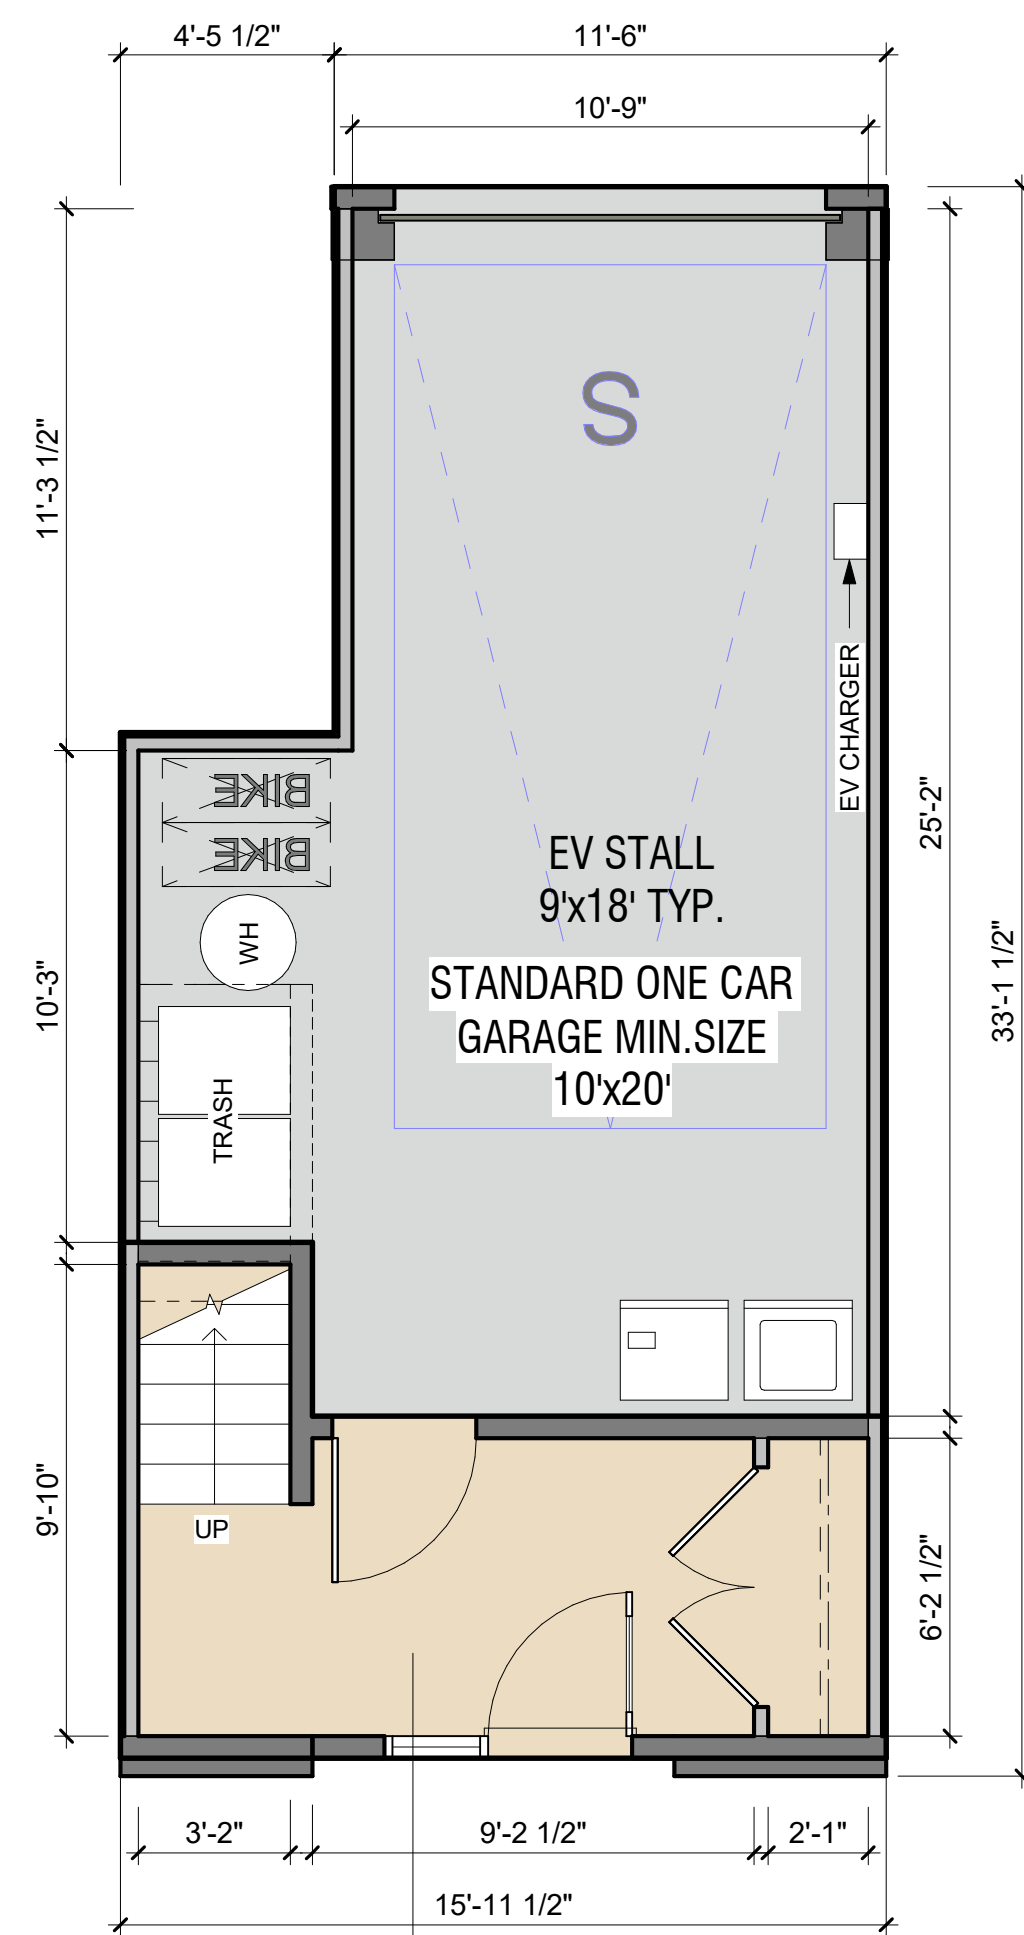 4'-5 1/2"
11'-6"
10'-9"
S
11'-3 1/2"
EV CHARGER
BIKE
BIKE
25'-2"
EV STALL
9'x18' TYP.
WH
STANDARD ONE CAR
GARAGE MIN.SIZE
10'x20'
10'-3"
33'-1 1/2"
TRASH
9'-10"
UP
6'-2 1/2"
3'-2"
9'-2 1/2"
2'-1"
15'-11 1/2"